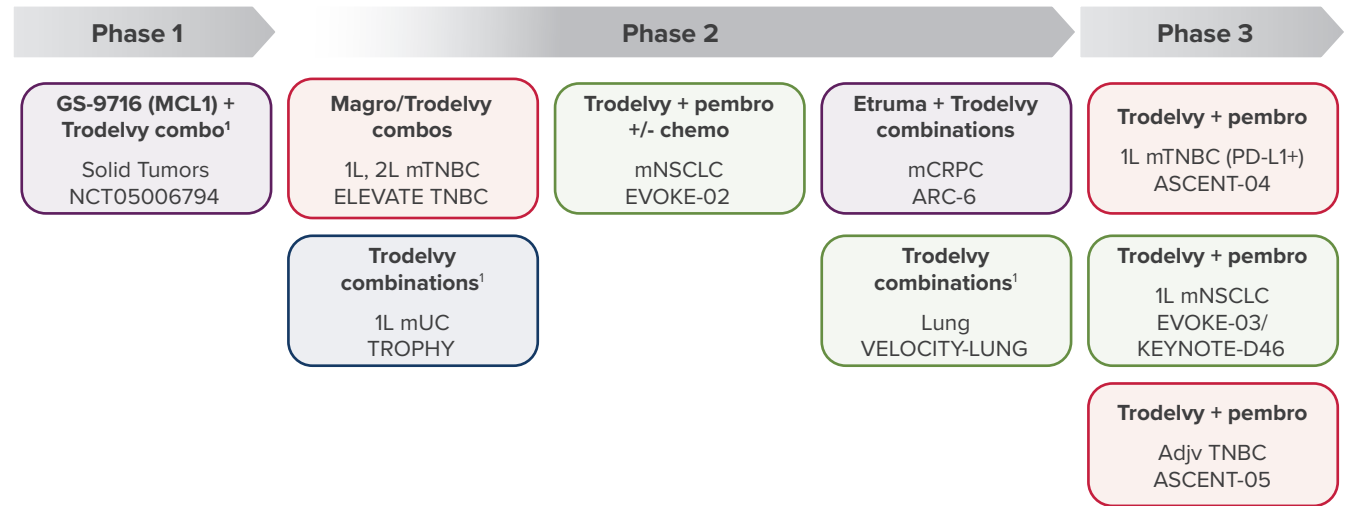 Phase 1
Phase 2
Phase 3
GS-9716 (MCL1) +
Trodelvy combo¹
Solid Tumors
NCT05006794
Magro/Trodelvy
combos
1L, 2L mTNBC
ELEVATE TNBC
Trodelvy + pembro
+/- chemo
mNSCLC
EVOKE-02
Etruma + Trodelvy
combinations
mCRPC
ARC-6
Trodelvy + pembro
1L mTNBC (PD-L1+)
ASCENT-04
Trodelvy
combinations¹
1L mUC
TROPHY
Trodelvy
combinations¹
Lung
VELOCITY-LUNG
Trodelvy + pembro
1L mNSCLC
EVOKE-03/
KEYNOTE-D46
Trodelvy + pembro
Adjv TNBC
ASCENT-05